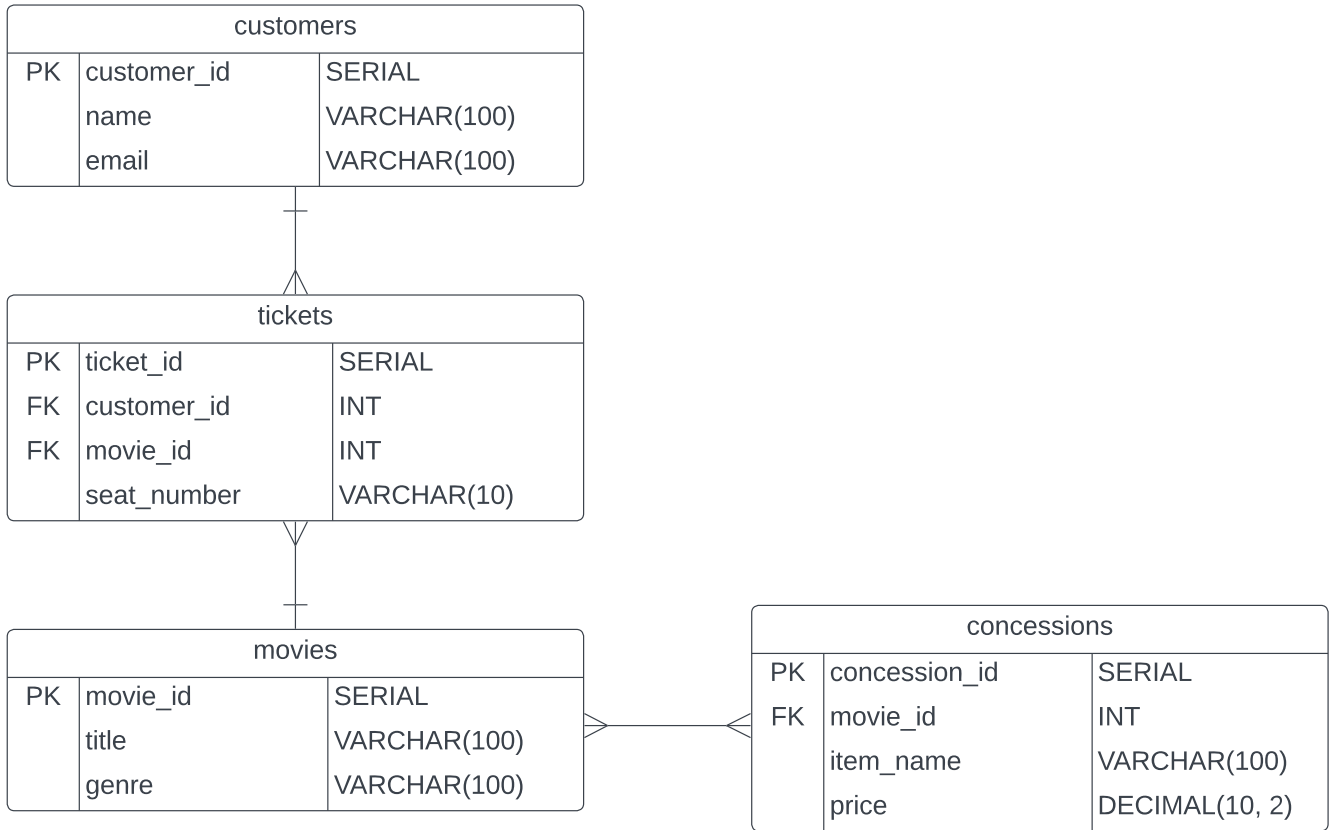 customers
PK customer_id SERIAL
name VARCHAR(100)
email VARCHAR(100)
tickets
PK ticket_id SERIAL
FK customer_id INT
FK movie_id INT
seat_number VARCHAR(10)
movies
PK movie_id SERIAL
title VARCHAR(100)
genre VARCHAR(100)
concessions
PK concession_id SERIAL
FK movie_id INT
item_name VARCHAR(100)
price DECIMAL(10, 2)